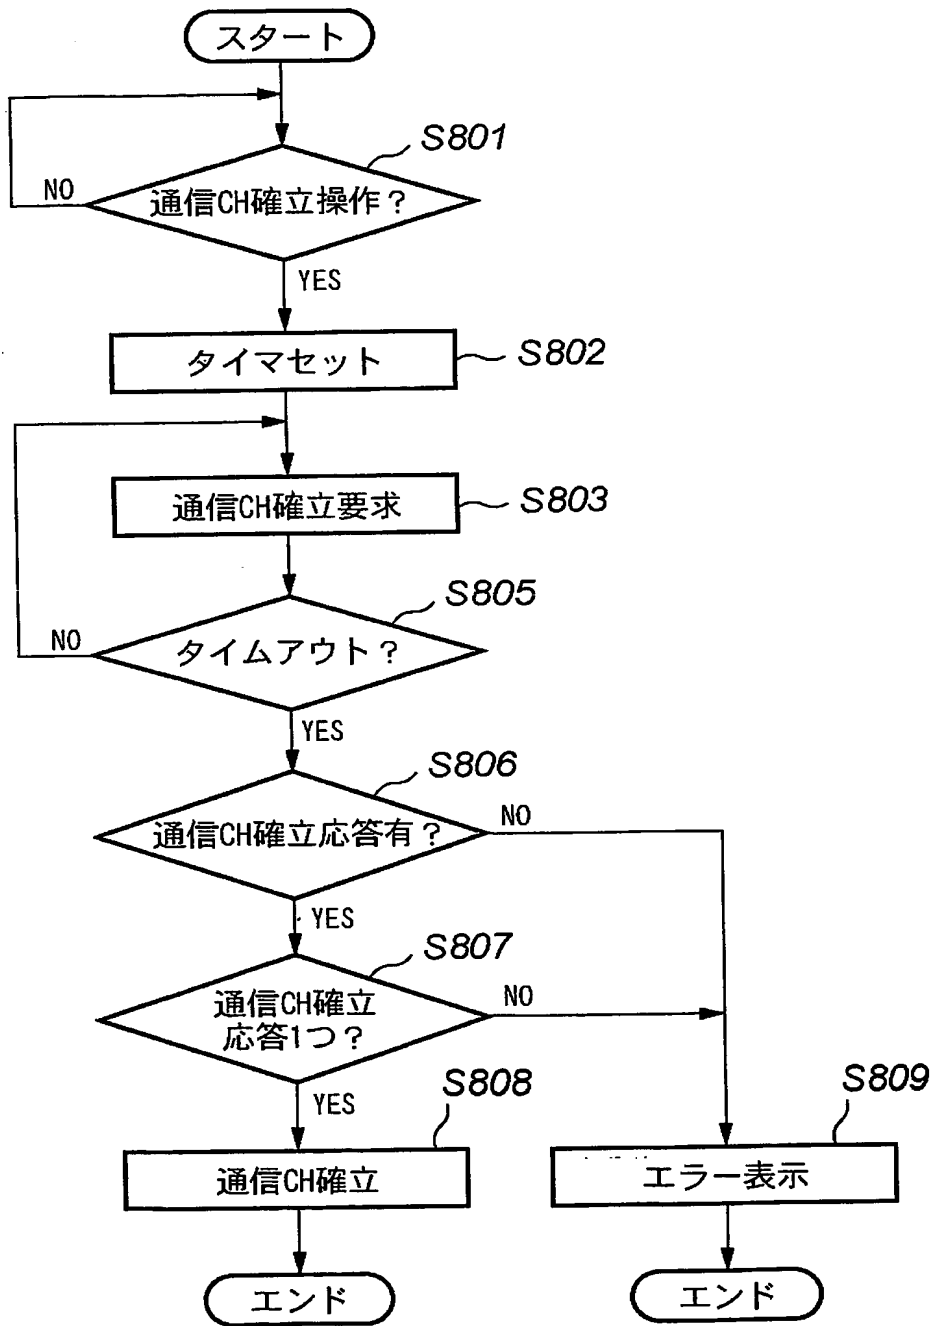 スタート
S801
通信CH確立操作？
NO
YES
タイマセット
S802
通信CH確立要求
S803
S805
タイムアウト？
NO
YES
S806
通信CH確立応答有？
NO
YES
S807
通信CH確立
応答1つ？
NO
YES
S808
通信CH確立
S809
エラー表示
エンド
エンド